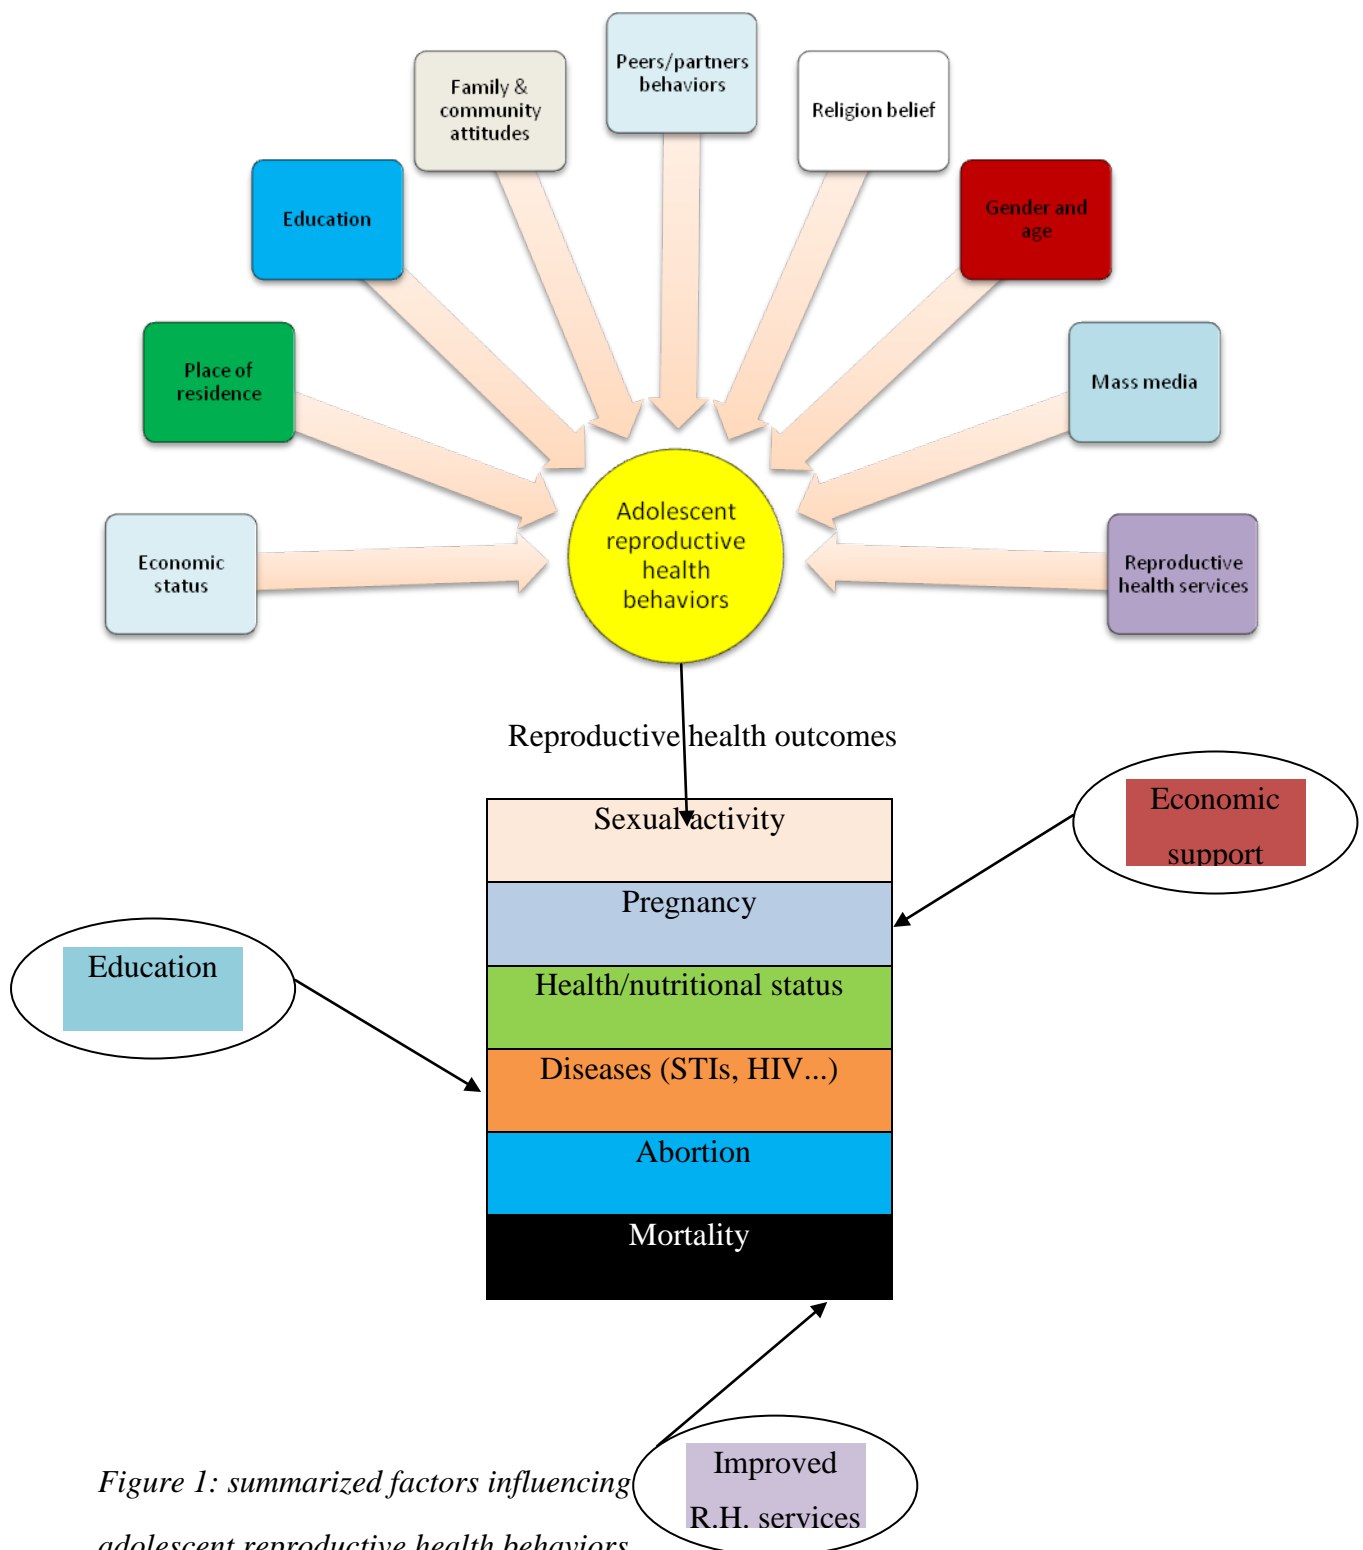 Peers/partners
behaviors
Family &
community
attitudes
Religion belief
Education
Gender and
age
Place of
residence
Mass media
Economic
status
Adolescent
reproductive
health
behaviors
Reproductive
health services
Reproductive health outcomes
Sexual activity
Economic
support
Pregnancy
Education
Health/nutritional status
Diseases (STIs, HIV...)
Abortion
Mortality
Improved
R.H. services
Figure 1: summarized factors influencing
adolescent reproductive health behaviors